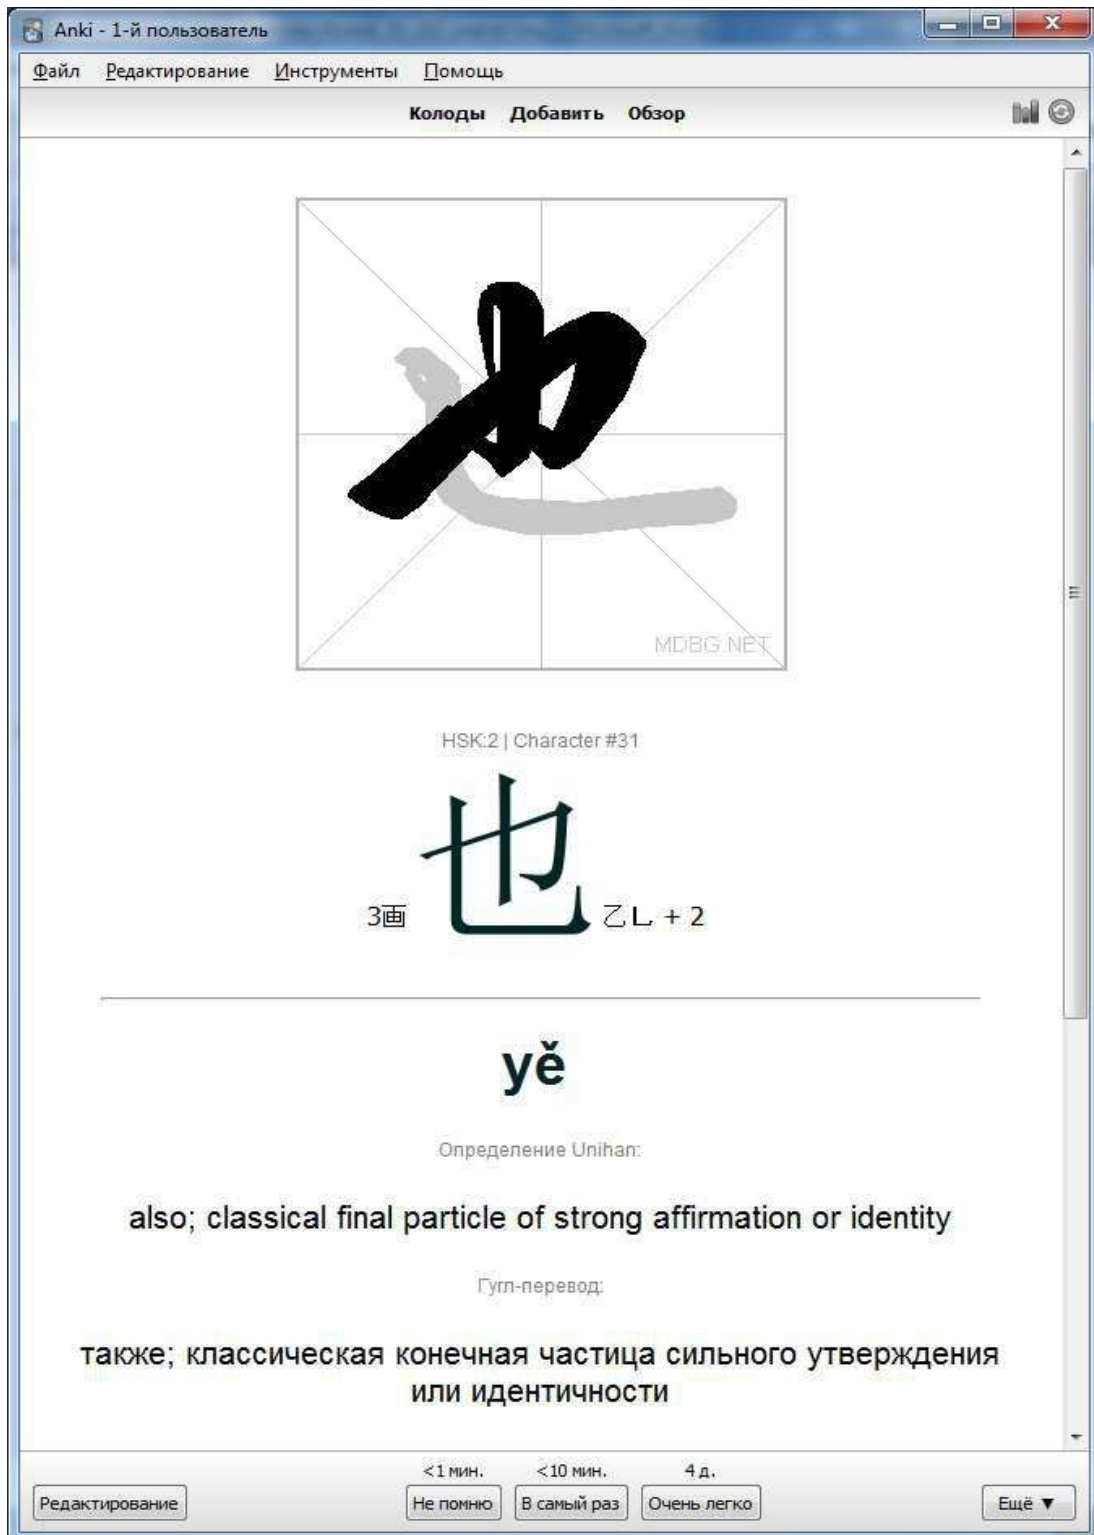 Anki - 1-й пользователь
Файл Редактирование Инструменты Помощь
Колоды Добавить Обзор
MDBG.NET
HSK:2 | Character #31
3画 也 乙乚 + 2
yě
Определение Unihan:
also; classical final particle of strong affirmation or identity
Гугл-перевод:
также; классическая конечная частица сильного утверждения
или идентичности
<1 мин. <10 мин. 4 д.
Редактирование Не помню В самый раз Очень легко Ещё ▼